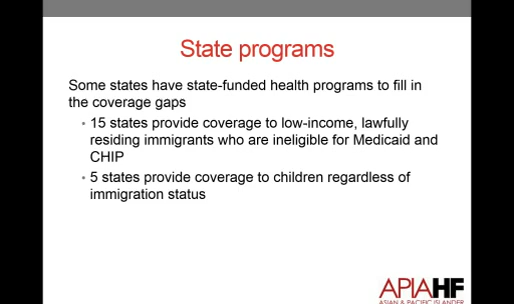 State programs
Some states have state-funded health programs to fill in
the coverage gaps
• 15 states provide coverage to low-income, lawfully
residing immigrants who are ineligible for Medicaid and
CHIP
• 5 states provide coverage to children regardless of
immigration status
APIAHF
ASIAN & PACIFIC ISLANDER